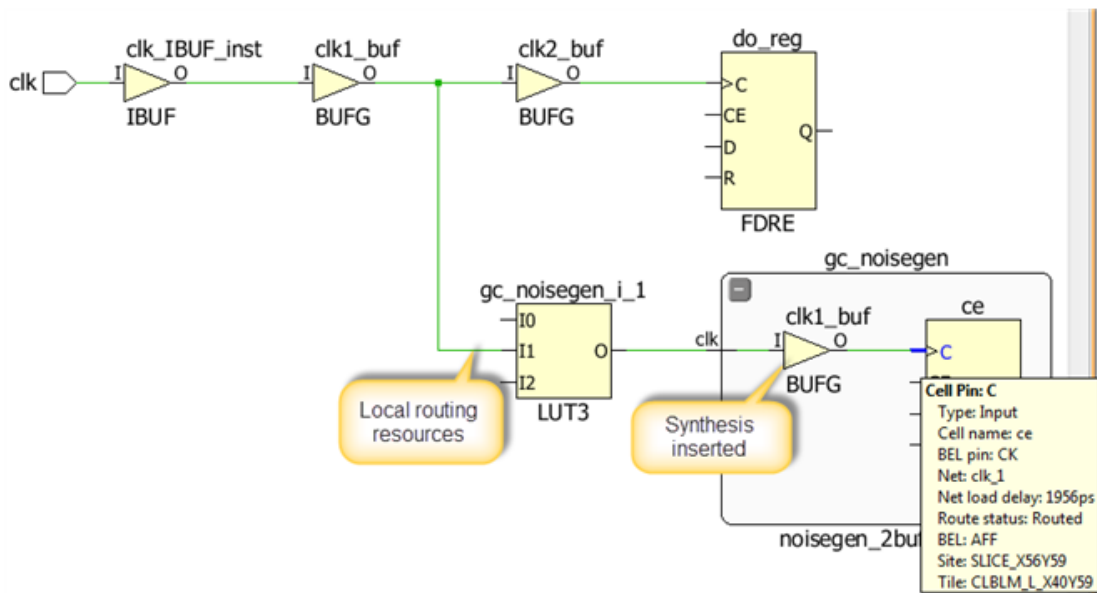 do_reg
clk_IBUF_inst
clk1_buf
clk2_buf
clk
I
O
I
O
I
O
C
IBUF
BUFG
BUFG
CE
Q
D
R
FDRE
gc_noisegen
gc_noisegen_i_1
ce
I0
clk1_buf
clk
I
O
I1
O
C
I2
BUFG
LUT3
Local routing
resources
Synthesis
inserted
Cell Pin: C
Type: Input
Cell name: ce
BEL pin: CK
Net: clk_1
Net load delay: 1956ps
Route status: Routed
BEL: AFF
noisegen_2buf
Site: SLICE_X56Y59
Tile: CLBLM_L_X40Y59